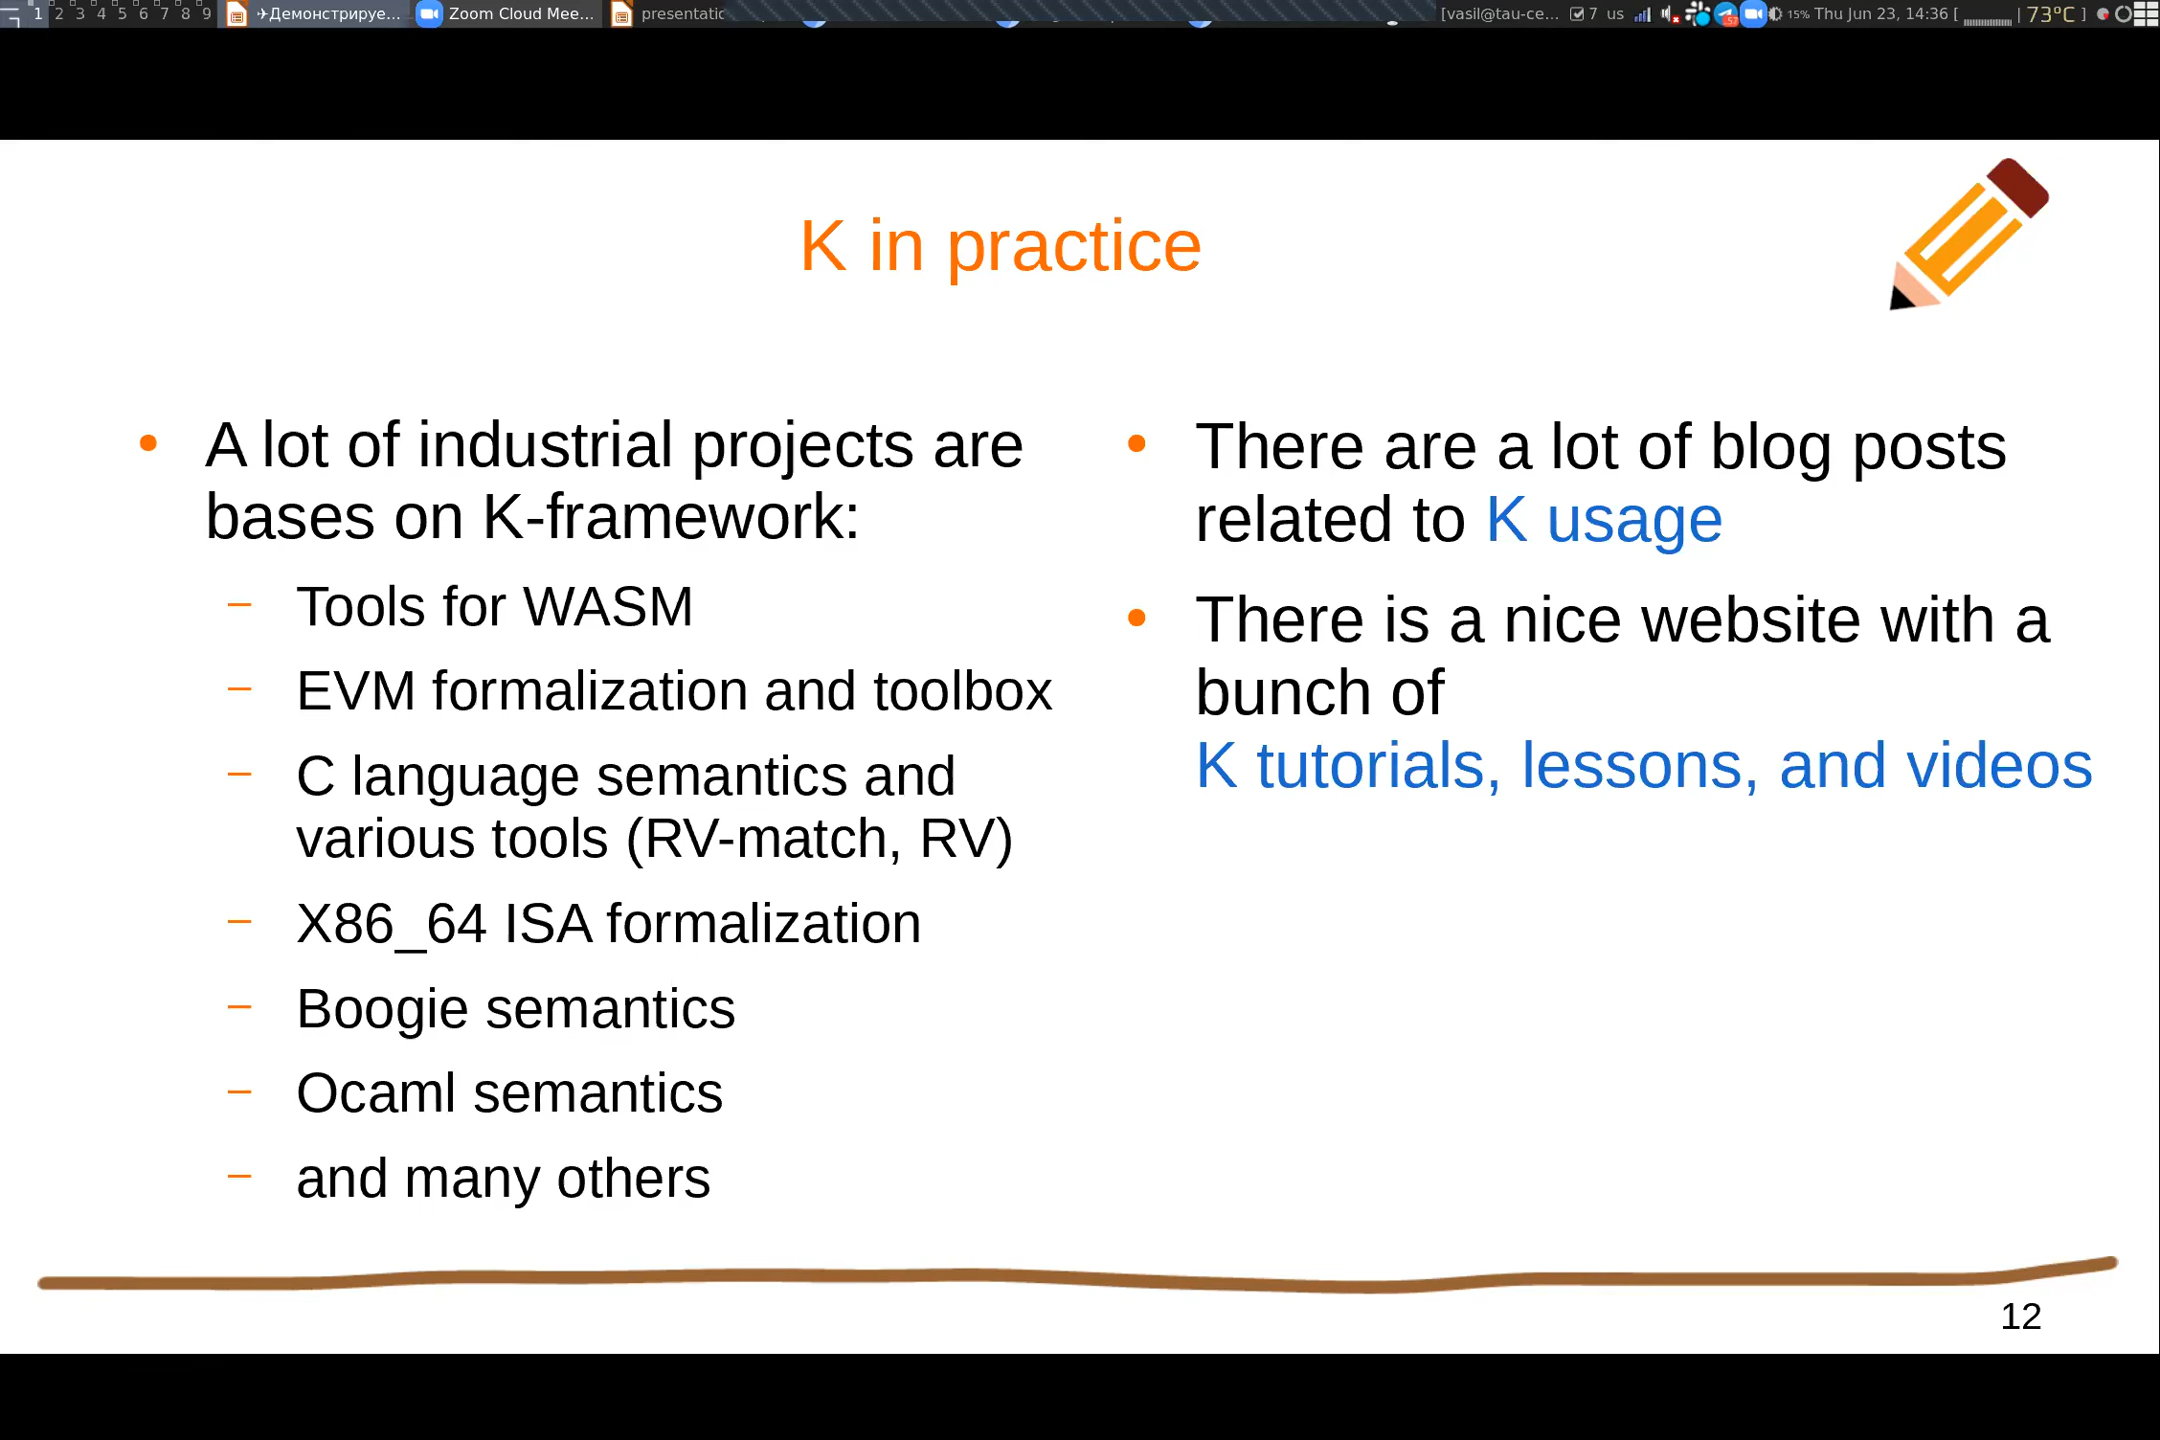 1 2 3 4 5 6 7 8 9 ✈Демонстрируе... Zoom Cloud Mee... presentatio [vasil@tau-ce... 7 us 15% Thu Jun 23, 14:36 [ | 73°C ]
K in practice
• A lot of industrial projects are
bases on K-framework:
– Tools for WASM
– EVM formalization and toolbox
– C language semantics and
various tools (RV-match, RV)
– X86_64 ISA formalization
– Boogie semantics
– Ocaml semantics
– and many others
• There are a lot of blog posts
related to K usage
• There is a nice website with a
bunch of
K tutorials, lessons, and videos
12